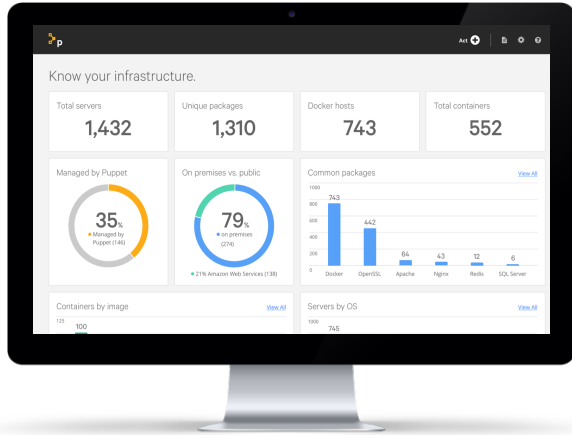 p
Act
Know your infrastructure.
Total servers
1,432
Unique packages
1,310
Docker hosts
743
Total containers
552
Managed by Puppet
35%
Managed by
Puppet (146)
On premises vs. public
79%
on premises
(274)
21% Amazon Web Services (138)
Common packages
View All
1000
800
600
400
200
0
743
442
64
43
12
6
Docker
OpenSSL
Apache
Nginx
Redis
SQL Server
Containers by image
View All
125
100
Servers by OS
View All
1000
745